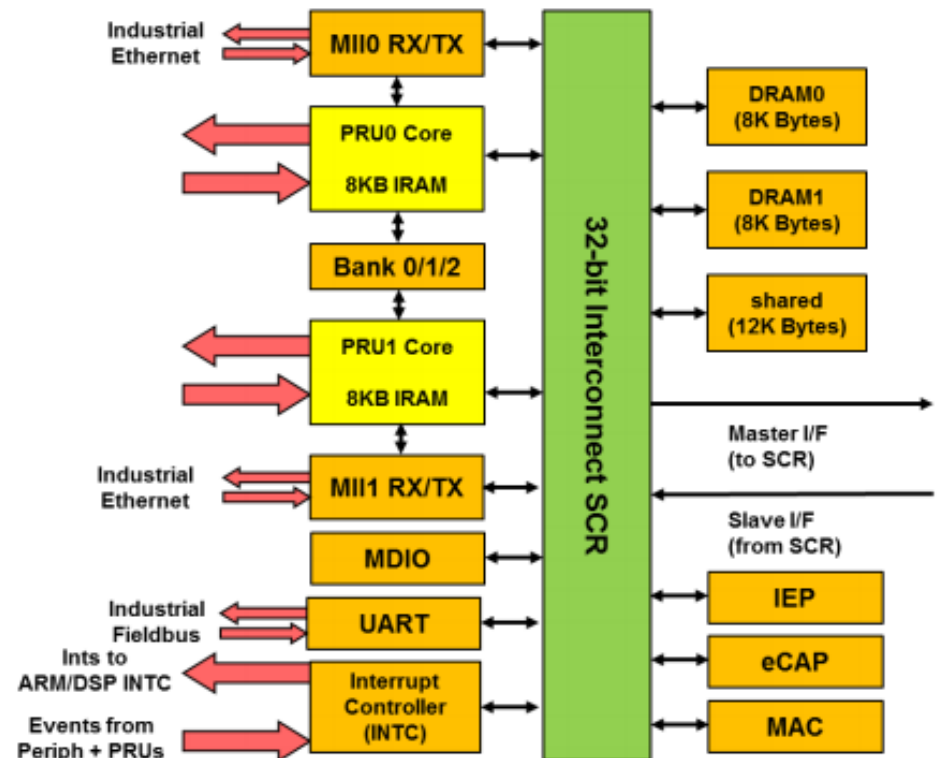 Industrial
Ethernet
MII0 RX/TX
PRU0 Core
8KB IRAM
Bank 0/1/2
PRU1 Core
8KB IRAM
Industrial
Ethernet
MII1 RX/TX
MDIO
Industrial
Fieldbus
UART
Ints to
ARM/DSP INTC
Interrupt
Controller
(INTC)
Events from
Periph + PRUs
32-bit Interconnect SCR
DRAM0
(8K Bytes)
DRAM1
(8K Bytes)
shared
(12K Bytes)
Master I/F
(to SCR)
Slave I/F
(from SCR)
IEP
eCAP
MAC